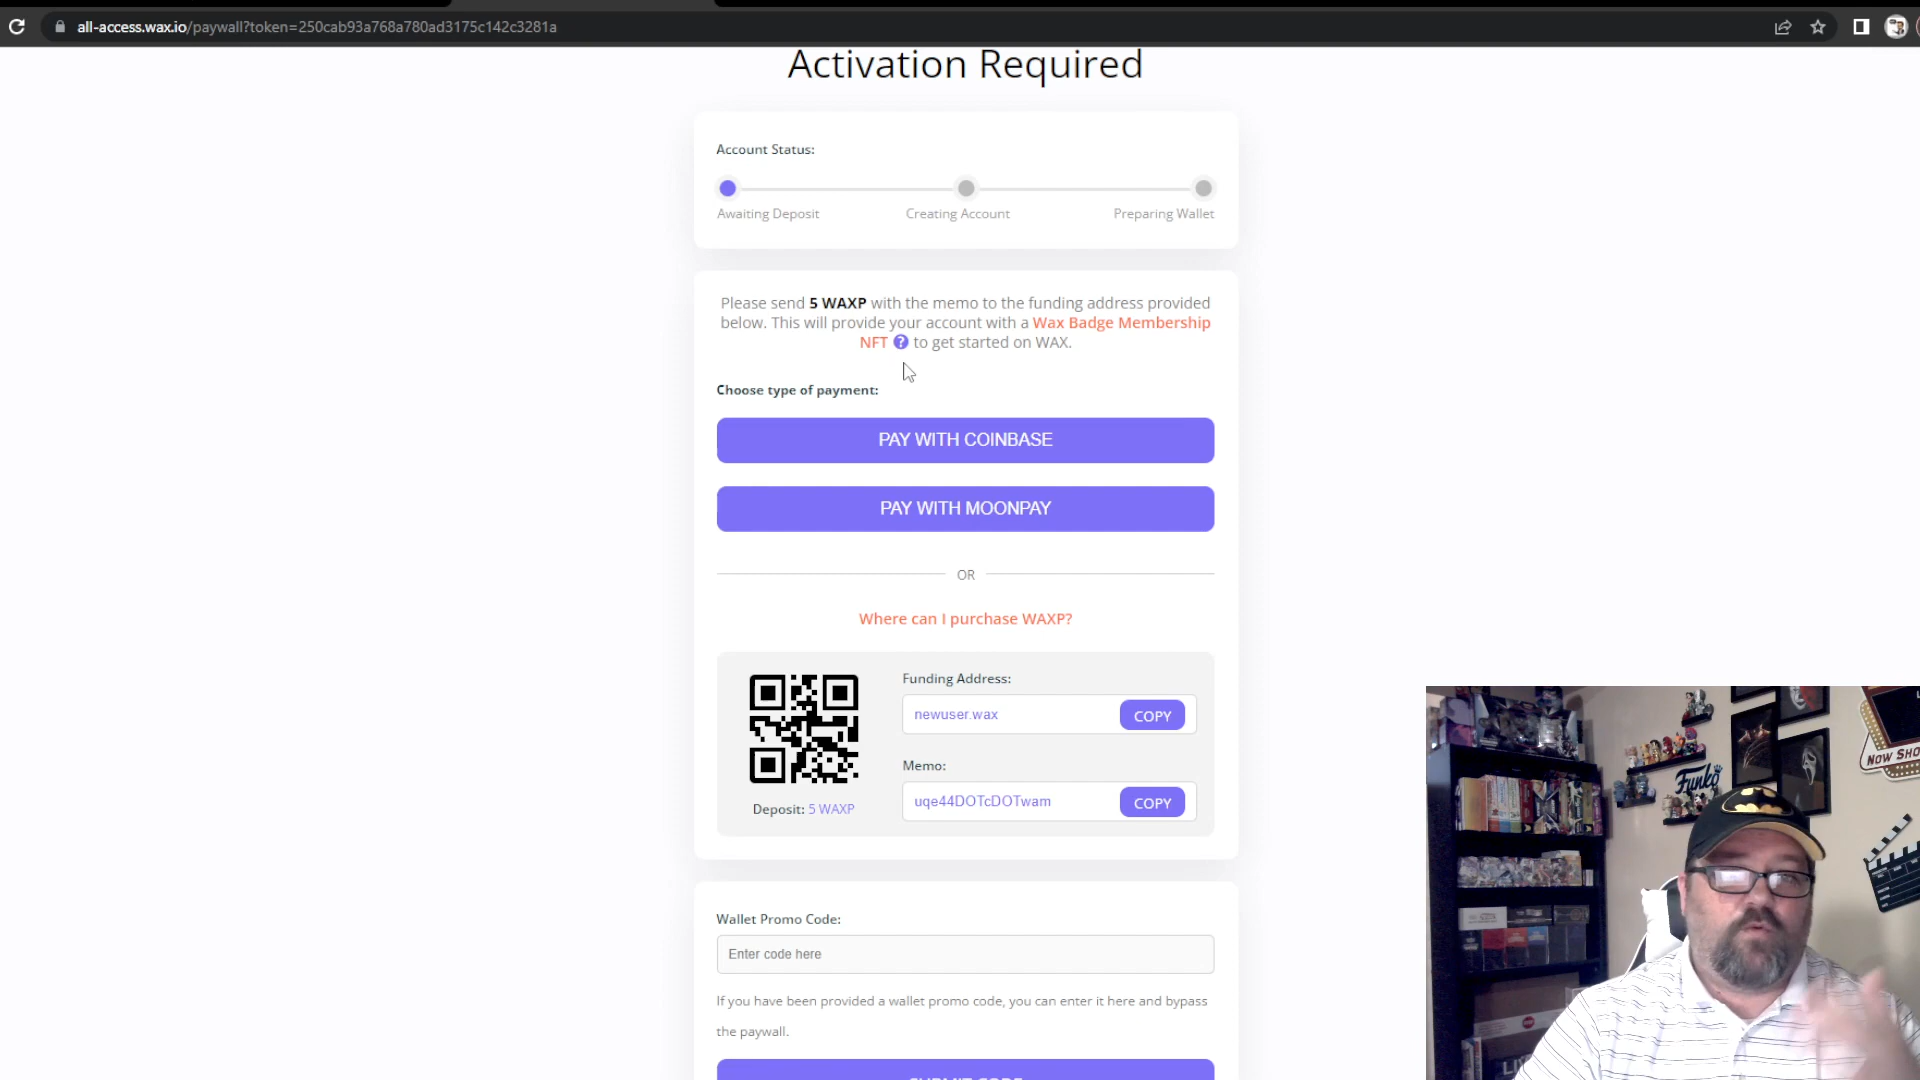 all-access.wax.io/paywall?token=250cab93a768a780ad3175c142c3281a
Activation Required
Account Status:
Awaiting Deposit
Creating Account
Preparing Wallet
Please send 5 WAXP with the memo to the funding address provided
below. This will provide your account with a Wax Badge Membership
NFT ? to get started on WAX.
Choose type of payment:
PAY WITH COINBASE
PAY WITH MOONPAY
OR
Where can I purchase WAXP?
Funding Address:
newuser.wax
COPY
Memo:
uqe44DOTcDOTwam
COPY
Deposit: 5 WAXP
Wallet Promo Code:
Enter code here
If you have been provided a wallet promo code, you can enter it here and bypass
the paywall.
SUBMIT CODE
NOW SHO
Funko